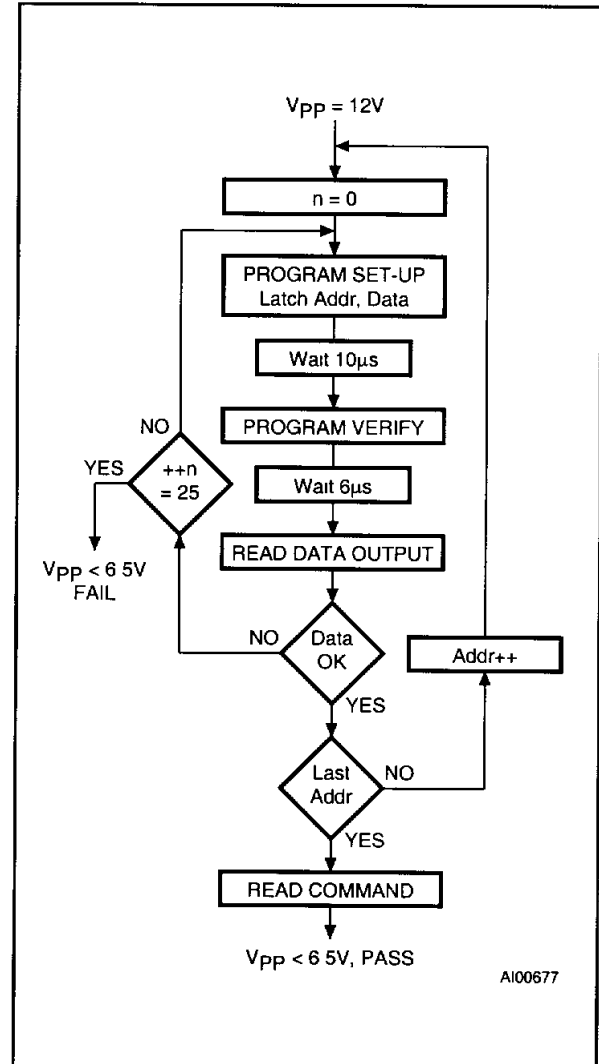 VPP = 12V
n = 0
PROGRAM SET-UP
Latch Addr, Data
Wait 10µs
NO
PROGRAM VERIFY
YES
++n
= 25
Wait 6µs
READ DATA OUTPUT
VPP < 6 5V
FAIL
NO
Data
OK
Addr++
YES
Last
Addr
NO
YES
READ COMMAND
VPP < 6 5V, PASS
AI00677